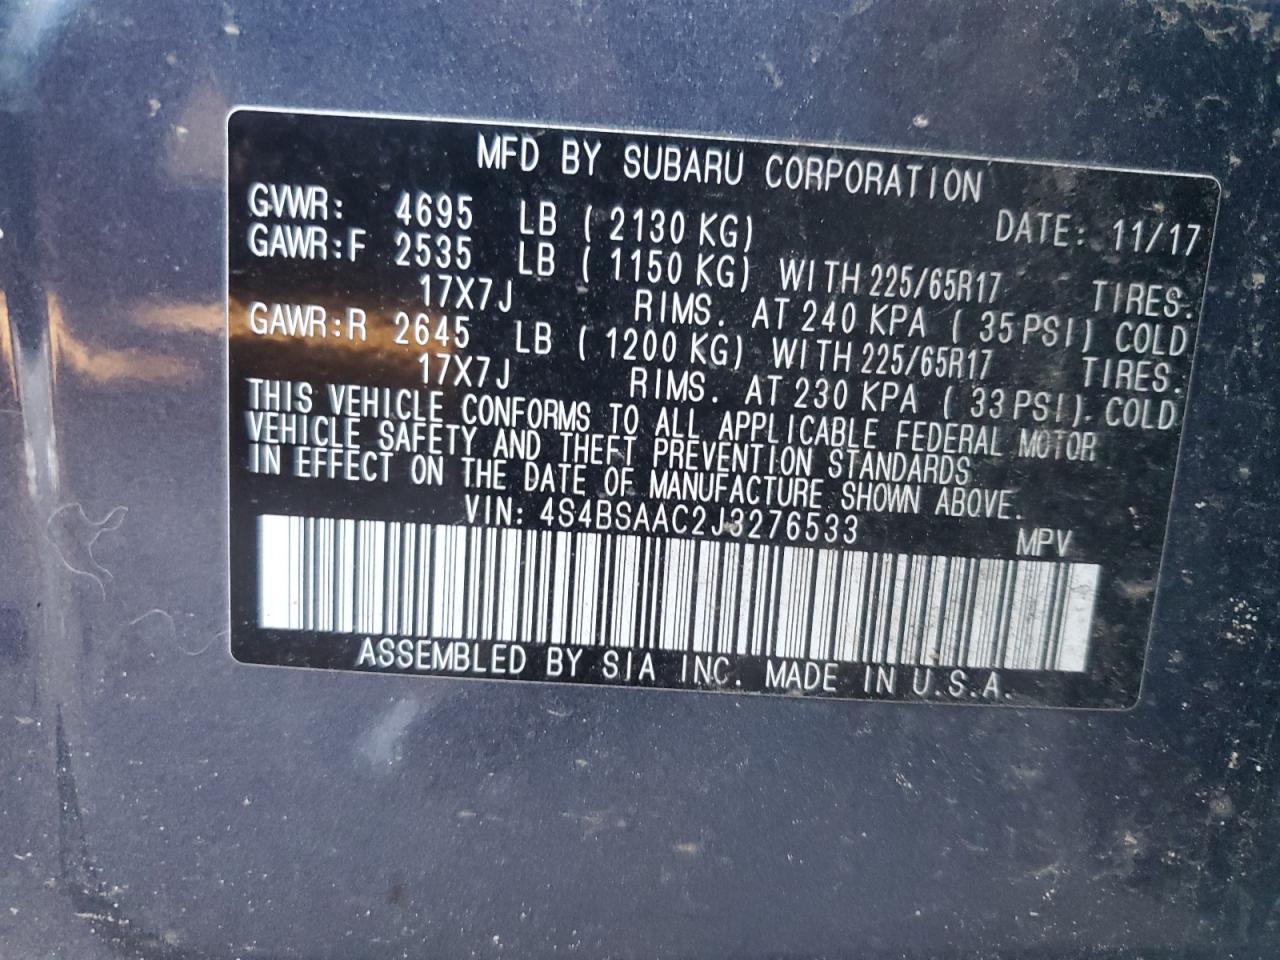 MFD BY SUBARU CORPORATION
GVWR: 4695 LB ( 2130 KG) DATE: 11/17
GAWR:F 2535 LB ( 1150 KG) WITH 225/65R17 TIRES.
17X7J RIMS. AT 240 KPA ( 35 PSI) COLD
GAWR:R 2645 LB ( 1200 KG) WITH 225/65R17 TIRES.
17X7J RIMS. AT 230 KPA ( 33 PSI). COLD
THIS VEHICLE CONFORMS TO ALL APPLICABLE FEDERAL MOTOR
VEHICLE SAFETY AND THEFT PREVENTION STANDARDS
IN EFFECT ON THE DATE OF MANUFACTURE SHOWN ABOVE.
VIN: 4S4BSAAC2J3276533 MPV
ASSEMBLED BY SIA INC. MADE IN U.S.A.